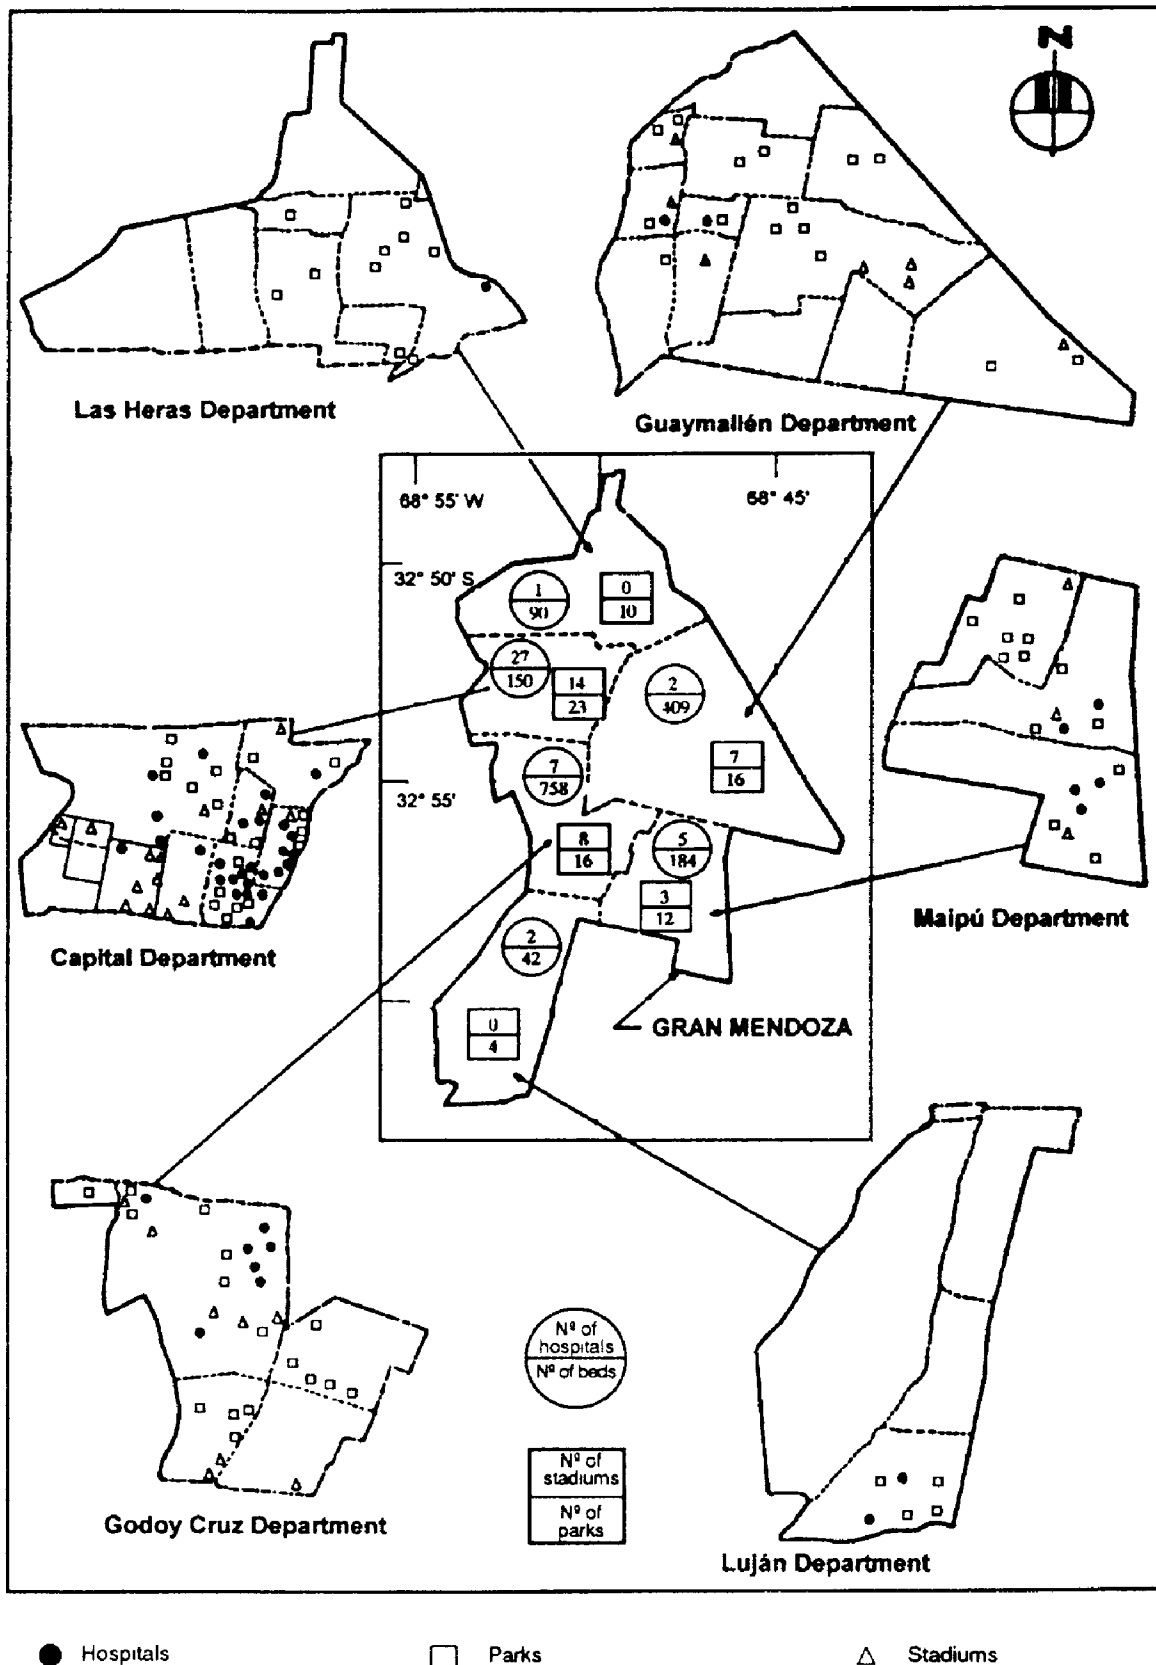 N
Las Heras Department
Guaymallén Department
68° 55' W
68° 45'
32° 50' S
1
90
0
10
27
150
14
23
2
409
7
16
7
758
32° 55'
8
16
5
184
3
12
2
42
0
4
GRAN MENDOZA
Capital Department
Maipú Department
Godoy Cruz Department
Nº of
hospitals
Nº of beds
Nº of
stadiums
Nº of
parks
Luján Department
Hospitals
Parks
Stadiums